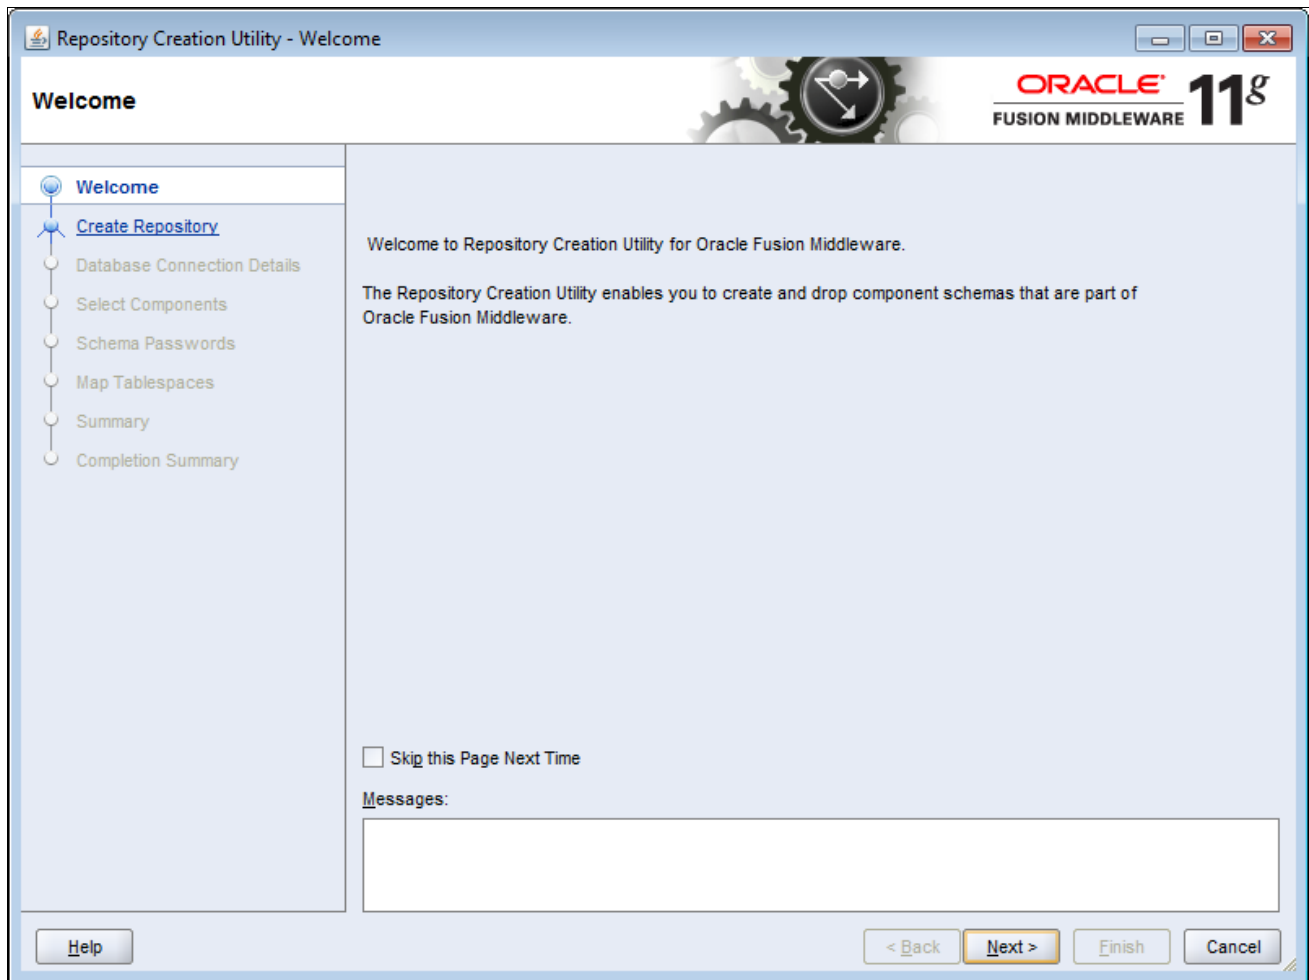 Repository Creation Utility - Welcome
Welcome
ORACLE 11g
FUSION MIDDLEWARE
Welcome
Create Repository
Database Connection Details
Select Components
Schema Passwords
Map Tablespaces
Summary
Completion Summary
Welcome to Repository Creation Utility for Oracle Fusion Middleware.
The Repository Creation Utility enables you to create and drop component schemas that are part of
Oracle Fusion Middleware.
Skip this Page Next Time
Messages:
Help
< Back
Next >
Finish
Cancel